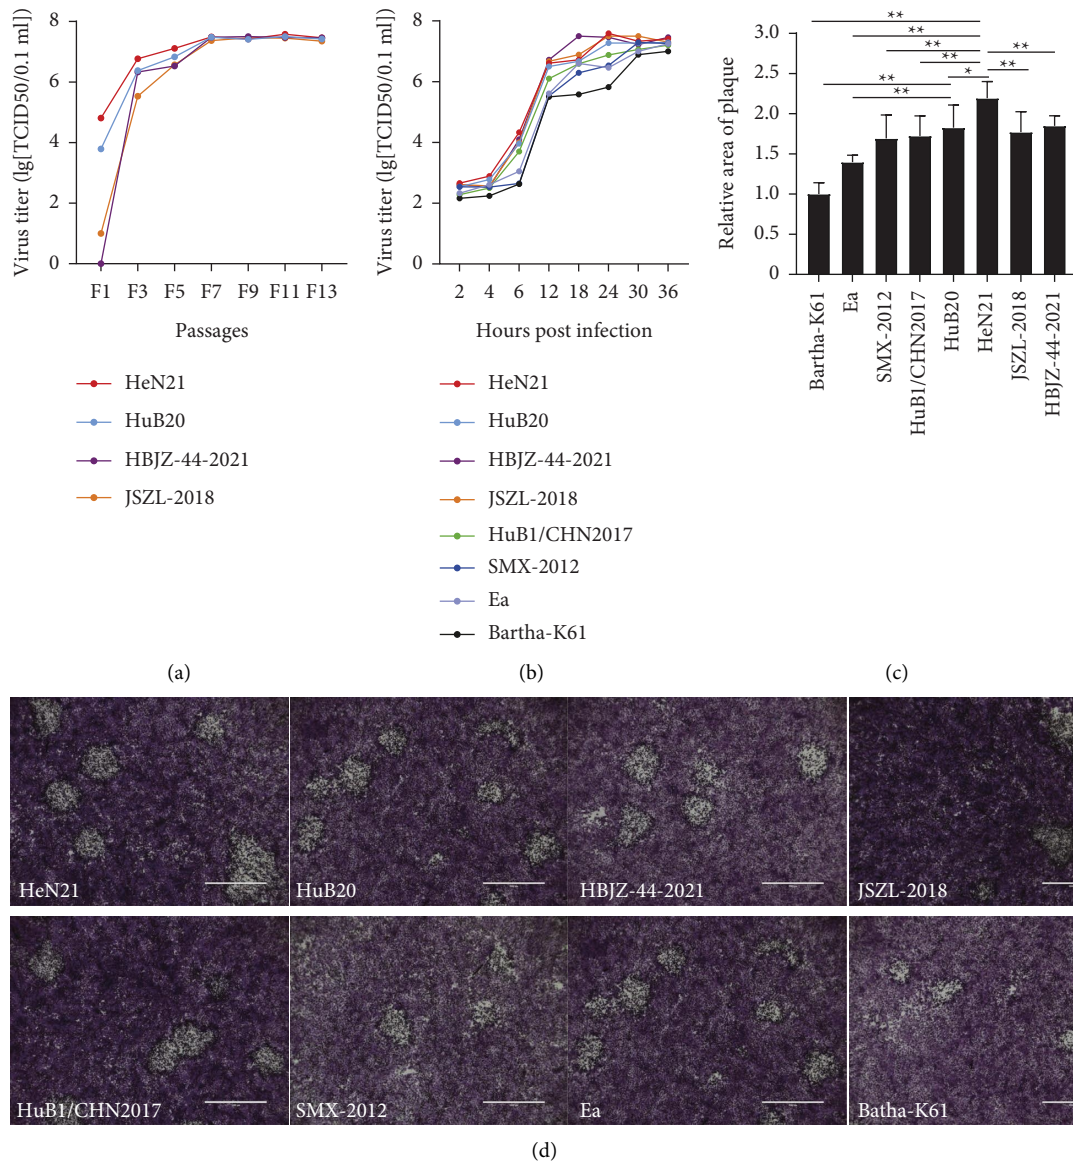 8
6
4
2
0
Virus titer (lg[TCID50/0.1 ml])
F1 F3 F5 F7 F9 F11 F13
Passages
HeN21
HuB20
HBJZ-44-2021
JSZL-2018
(a)
8
6
4
2
0
Virus titer (lg[TCID50/0.1 ml])
2 4 6 12 18 24 30 36
Hours post infection
HeN21
HuB20
HBJZ-44-2021
JSZL-2018
HuB1/CHN2017
SMX-2012
Ea
Bartha-K61
(b)
3.0
2.5
2.0
1.5
1.0
0.5
0
Relative area of plaque
**
**
**
**
**
**
*
**
**
Bartha-K61
Ea
SMX-2012
HuB1/CHN2017
HuB20
HeN21
JSZL-2018
HBJZ-44-2021
(c)
HeN21
HuB20
HBJZ-44-2021
JSZL-2018
HuB1/CHN2017
SMX-2012
Ea
Batha-K61
(d)